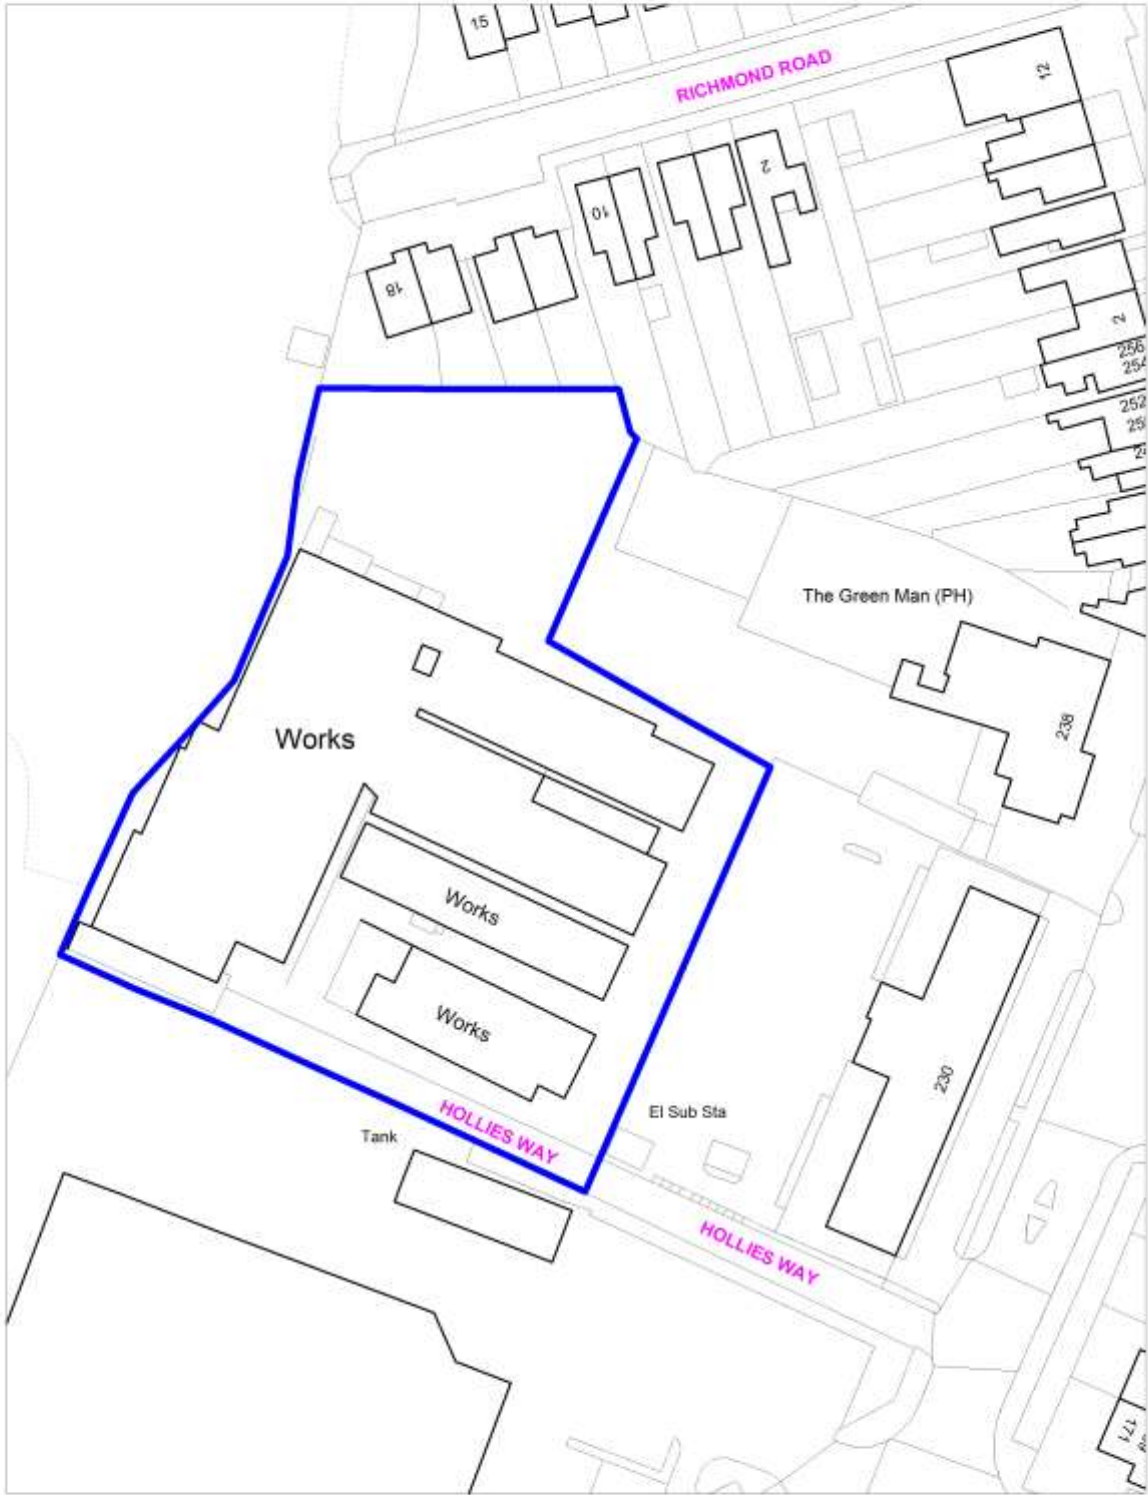 15
RICHMOND ROAD
12
2
10
18
2
256
254
252
The Green Man (PH)
238
Works
Works
Works
230
El Sub Sta
HOLLIES WAY
Tank
HOLLIES WAY
171